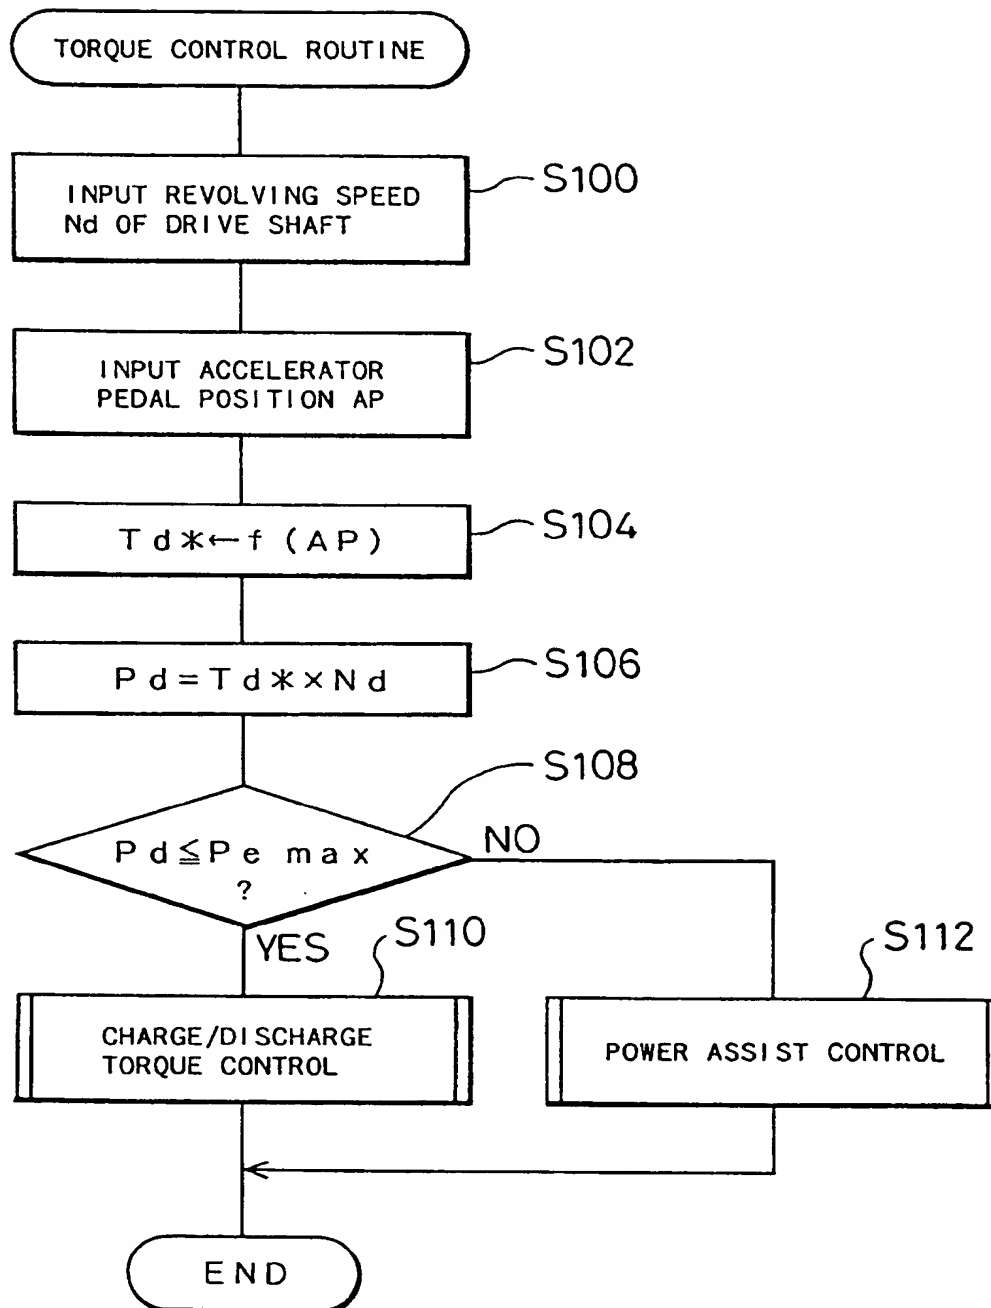 TORQUE CONTROL ROUTINE
INPUT REVOLVING SPEED
Nd OF DRIVE SHAFT
S100
INPUT ACCELERATOR
PEDAL POSITION AP
S102
Td*←f (AP)
S104
Pd=Td*×Nd
S106
S108
Pd≦Pe max
?
NO
YES
S110
S112
CHARGE/DISCHARGE
TORQUE CONTROL
POWER ASSIST CONTROL
END